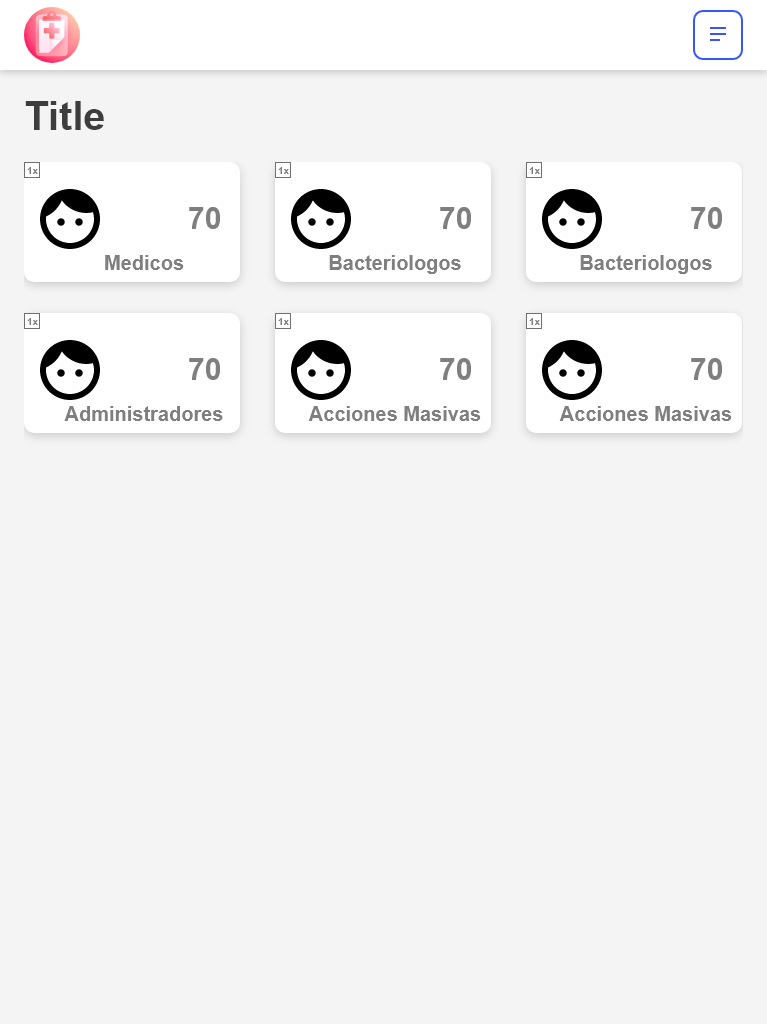 Title
1x
70
Medicos
1x
70
Bacteriologos
1x
70
Bacteriologos
1x
70
Administradores
1x
70
Acciones Masivas
1x
70
Acciones Masivas